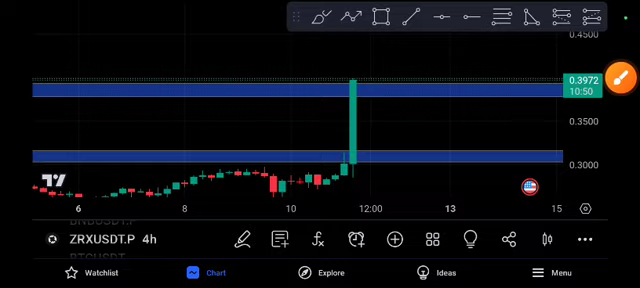 0.4500
0.3972
10:50
0.3500
0.3000
6 8 10 12:00 13 15
BNBUSDT.P
ZRXUSDT.P 4h
BTCUSDT
Watchlist Chart Explore Ideas Menu